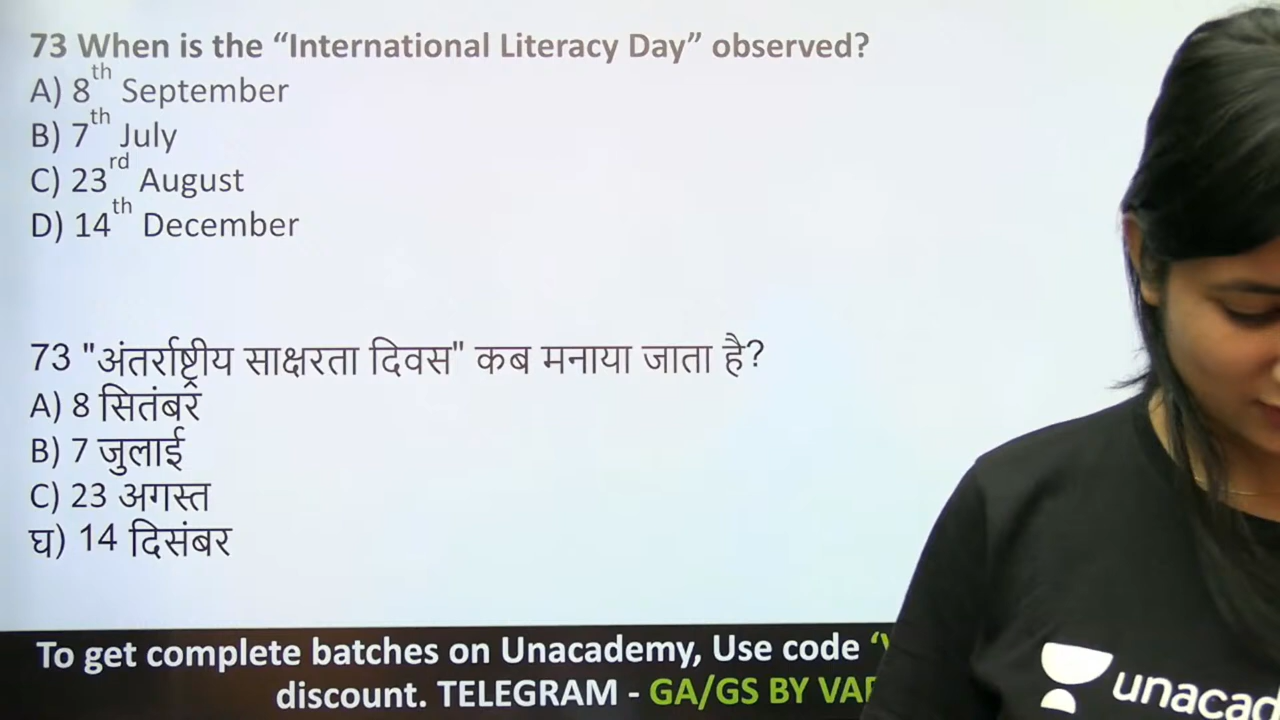 73 When is the “International Literacy Day” observed?
A) 8th September
B) 7th July
C) 23rd August
D) 14th December
73 "अंतर्राष्ट्रीय साक्षरता दिवस" कब मनाया जाता है?
A) 8 सितंबर
B) 7 जुलाई
C) 23 अगस्त
घ) 14 दिसंबर
To get complete batches on Unacademy, Use code
discount. TELEGRAM - GA/GS BY